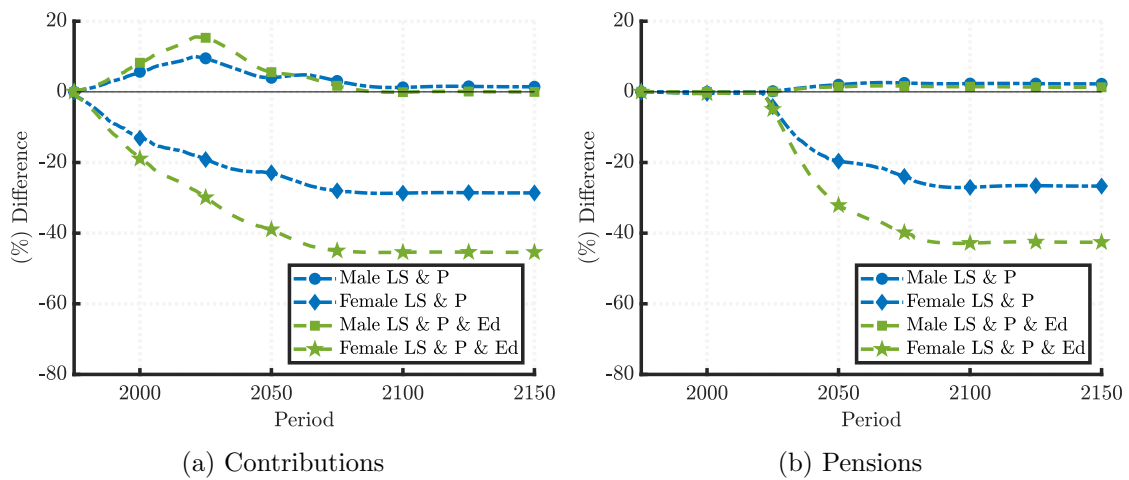 20
0
-20
-40
-60
-80
(%) Difference
2000 2050 2100 2150
Period
Male LS & P
Female LS & P
Male LS & P & Ed
Female LS & P & Ed
(a) Contributions
20
0
-20
-40
-60
-80
(%) Difference
2000 2050 2100 2150
Period
Male LS & P
Female LS & P
Male LS & P & Ed
Female LS & P & Ed
(b) Pensions